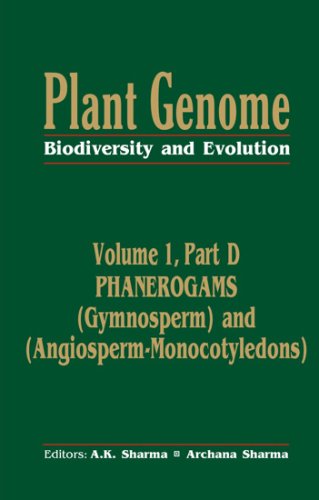 Plant Genome
Biodiversity and Evolution
Volume 1, Part D
PHANEROGAMS
(Gymnosperm) and
(Angiosperm-Monocotyledons)
Editors: A.K. Sharma ▪ Archana Sharma